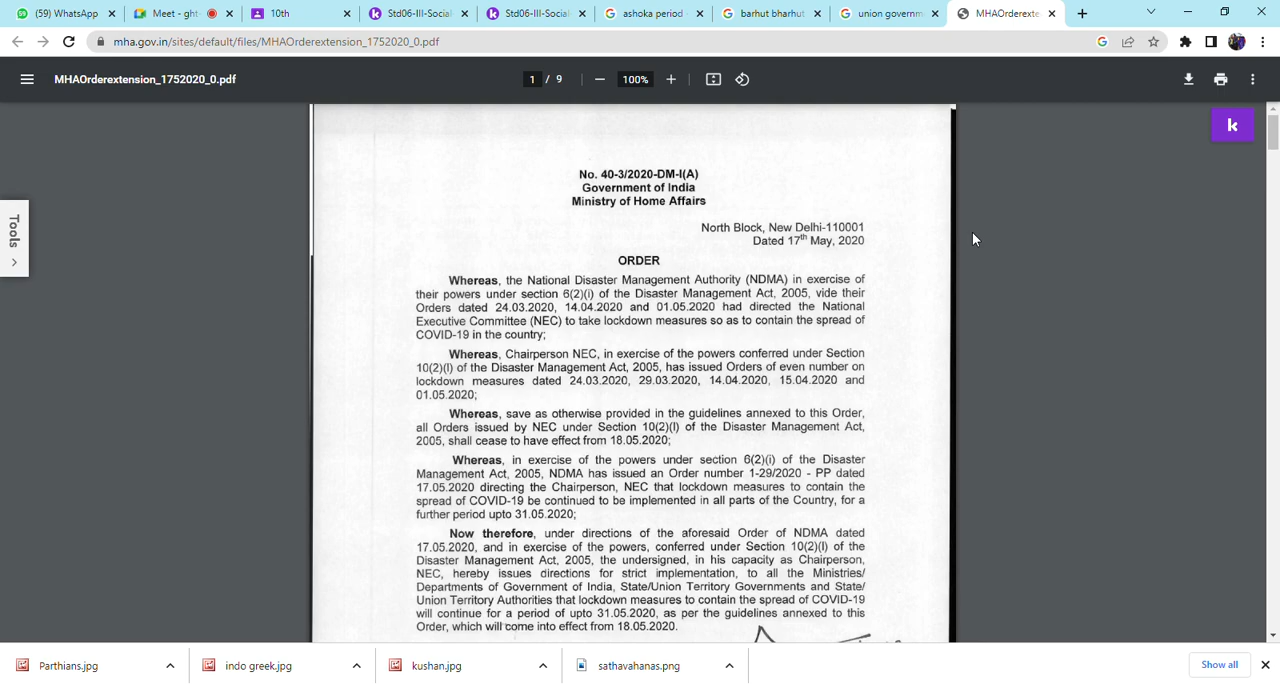 (59) WhatsApp
Meet - ght-
10th
Std06-III-Social
Std06-III-Social
ashoka period -
barhut bharhut
union governm
MHAOrderexte
mha.gov.in/sites/default/files/MHAOrderextension_1752020_0.pdf
MHAOrderextension_1752020_0.pdf
1 / 9
100%
k
Tools
No. 40-3/2020-DM-I(A)
Government of India
Ministry of Home Affairs
North Block, New Delhi-110001
Dated 17th May, 2020
ORDER
Whereas, the National Disaster Management Authority (NDMA) in exercise of
their powers under section 6(2)(i) of the Disaster Management Act, 2005, vide their
Orders dated 24.03.2020, 14.04.2020 and 01.05.2020 had directed the National
Executive Committee (NEC) to take lockdown measures so as to contain the spread of
COVID-19 in the country;
Whereas, Chairperson NEC, in exercise of the powers conferred under Section
10(2)(l) of the Disaster Management Act, 2005, has issued Orders of even number on
lockdown measures dated 24.03.2020, 29.03.2020, 14.04.2020, 15.04.2020 and
01.05.2020;
Whereas, save as otherwise provided in the guidelines annexed to this Order,
all Orders issued by NEC under Section 10(2)(l) of the Disaster Management Act,
2005, shall cease to have effect from 18.05.2020;
Whereas, in exercise of the powers under section 6(2)(i) of the Disaster
Management Act, 2005, NDMA has issued an Order number 1-29/2020 - PP dated
17.05.2020 directing the Chairperson, NEC that lockdown measures to contain the
spread of COVID-19 be continued to be implemented in all parts of the Country, for a
further period upto 31.05.2020;
Now therefore, under directions of the aforesaid Order of NDMA dated
17.05.2020, and in exercise of the powers, conferred under Section 10(2)(l) of the
Disaster Management Act, 2005, the undersigned, in his capacity as Chairperson,
NEC, hereby issues directions for strict implementation, to all the Ministries/
Departments of Government of India, State/Union Territory Governments and State/
Union Territory Authorities that lockdown measures to contain the spread of COVID-19
will continue for a period of upto 31.05.2020, as per the guidelines annexed to this
Order, which will come into effect from 18.05.2020.
Parthians.jpg
indo greek.jpg
kushan.jpg
sathavahanas.png
Show all